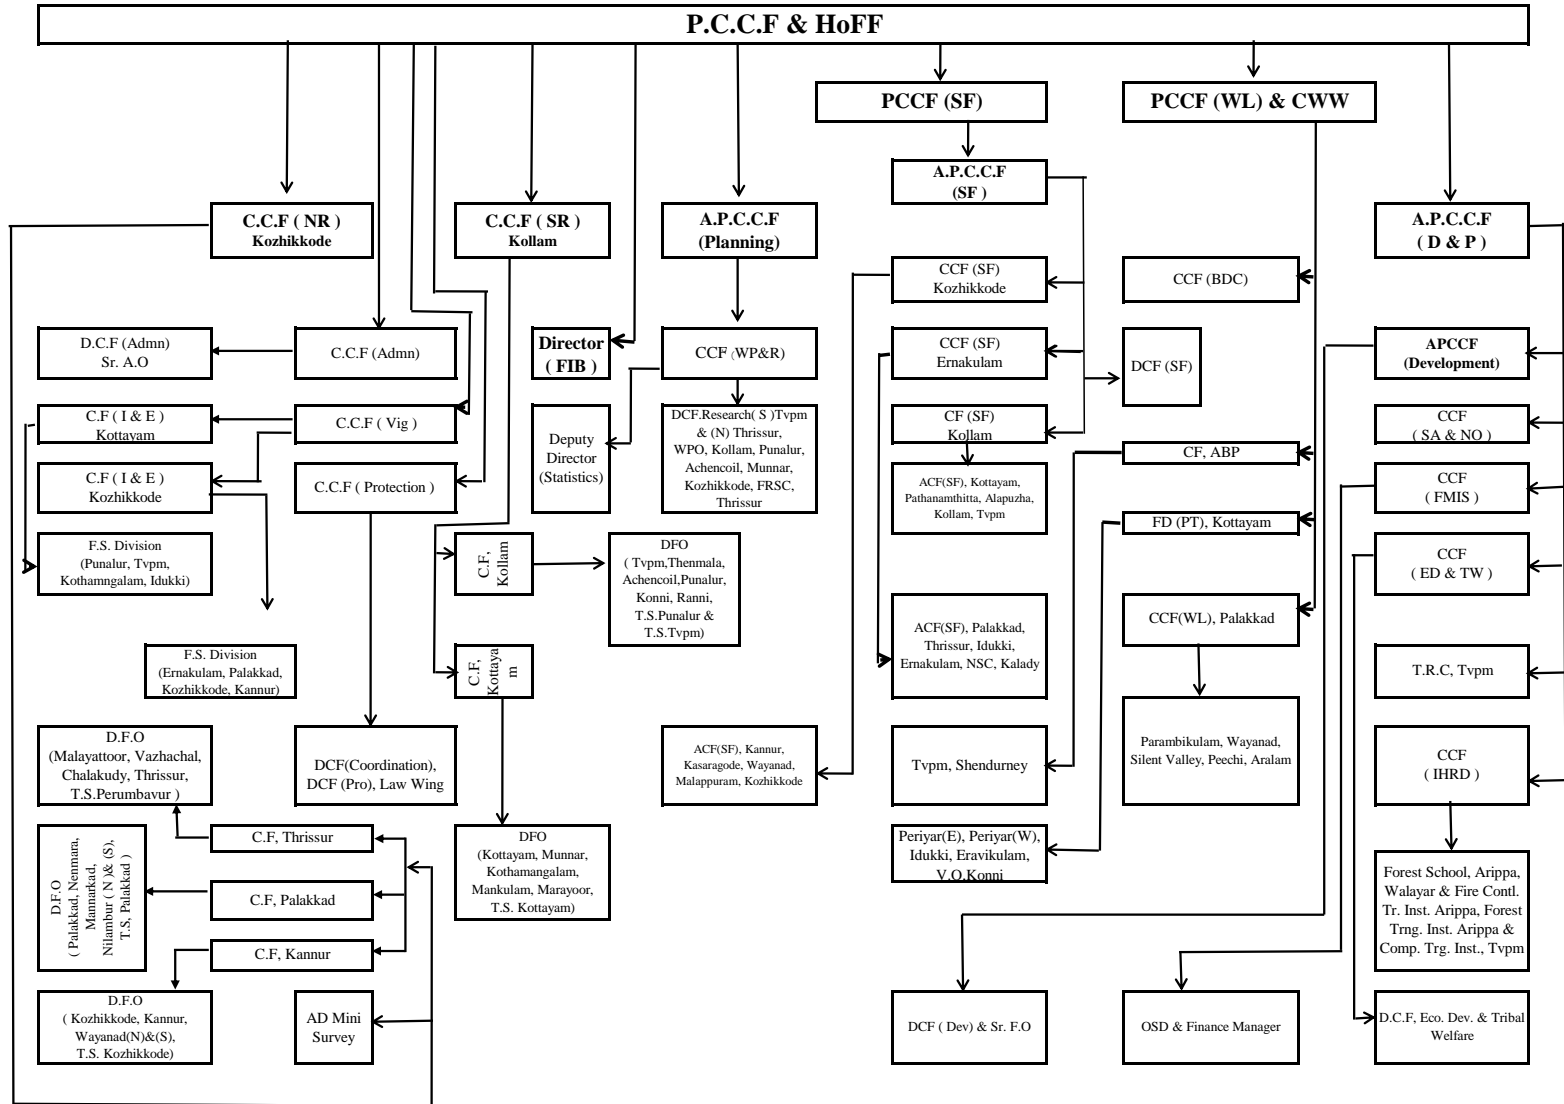 P.C.C.F & HoFF
PCCF (SF)
PCCF (WL) & CWW
A.P.C.C.F
(SF )
C.C.F ( NR )
Kozhikkode
C.C.F ( SR )
Kollam
A.P.C.C.F
(Planning)
A.P.C.C.F
( D & P )
CCF (SF)
Kozhikkode
CCF (BDC)
D.C.F (Admn)
Sr. A.O
C.C.F (Admn)
Director
( FIB )
CCF (WP&R)
CCF (SF)
Ernakulam
DCF (SF)
APCCF
(Development)
C.F ( I & E )
Kottayam
C.C.F ( Vig )
Deputy
Director
(Statistics)
DCF.Research( S )Tvpm
& (N) Thrissur,
WPO, Kollam, Punalur,
Achencoil, Munnar,
Kozhikkode, FRSC,
Thrissur
CF (SF)
Kollam
CF, ABP
CCF
( SA & NO )
C.F ( I & E )
Kozhikkode
C.C.F ( Protection )
ACF(SF), Kottayam,
Pathanamthitta, Alapuzha,
Kollam, Tvpm
CCF
( FMIS )
FD (PT), Kottayam
F.S. Division
(Punalur, Tvpm,
Kothamngalam, Idukki)
C.F,
Kollam
DFO
( Tvpm,Thenmala,
Achencoil,Punalur,
Konni, Ranni,
T.S.Punalur &
T.S.Tvpm)
CCF
( ED & TW )
ACF(SF), Palakkad,
Thrissur, Idukki,
Ernakulam, NSC, Kalady
CCF(WL), Palakkad
F.S. Division
(Ernakulam, Palakkad,
Kozhikkode, Kannur)
C.F,
Kottaya
m
T.R.C, Tvpm
D.F.O
(Malayattoor, Vazhachal,
Chalakudy, Thrissur,
T.S.Perumbavur )
DCF(Coordination),
DCF (Pro), Law Wing
ACF(SF), Kannur,
Kasaragode, Wayanad,
Malappuram, Kozhikkode
Tvpm, Shendurney
Parambikulam, Wayanad,
Silent Valley, Peechi, Aralam
CCF
( IHRD )
D.F.O
( Palakkad, Nenmara,
Mannarkad,
Nilambur ( N )& (S),
T.S, Palakkad )
C.F, Thrissur
DFO
(Kottayam, Munnar,
Kothamangalam,
Mankulam, Marayoor,
T.S. Kottayam)
Periyar(E), Periyar(W),
Idukki, Eravikulam,
V.O.Konni
Forest School, Arippa,
Walayar & Fire Contl.
Tr. Inst. Arippa, Forest
Trng. Inst. Arippa &
Comp. Trg. Inst., Tvpm
C.F, Palakkad
C.F, Kannur
D.F.O
( Kozhikkode, Kannur,
Wayanad(N)&(S),
T.S. Kozhikkode)
AD Mini
Survey
DCF ( Dev) & Sr. F.O
OSD & Finance Manager
D.C.F, Eco. Dev. & Tribal
Welfare